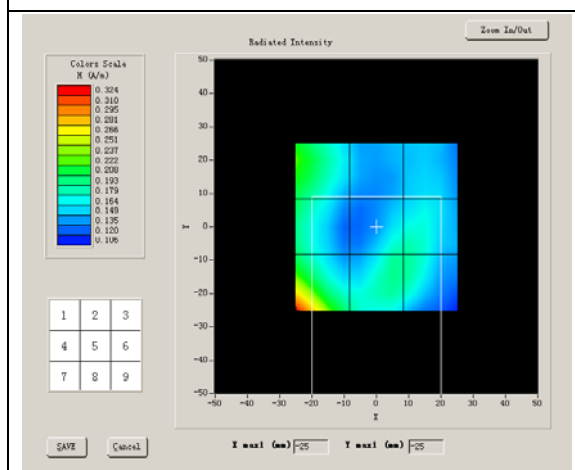 Zoom In/Out
Radiated Intensity
Colors Scale
H (A/m)
0.324
0.310
0.295
0.281
0.266
0.251
0.237
0.222
0.208
0.193
0.179
0.164
0.149
0.135
0.120
0.106
50
40
30
20
10
0
-10
-20
-30
-40
-50
Y
-50 -40 -30 -20 -10 0 10 20 30 40 50
X
1 2 3
4 5 6
7 8 9
SAVE Cancel X max1 (mm) -25 Y max1 (mm) -25